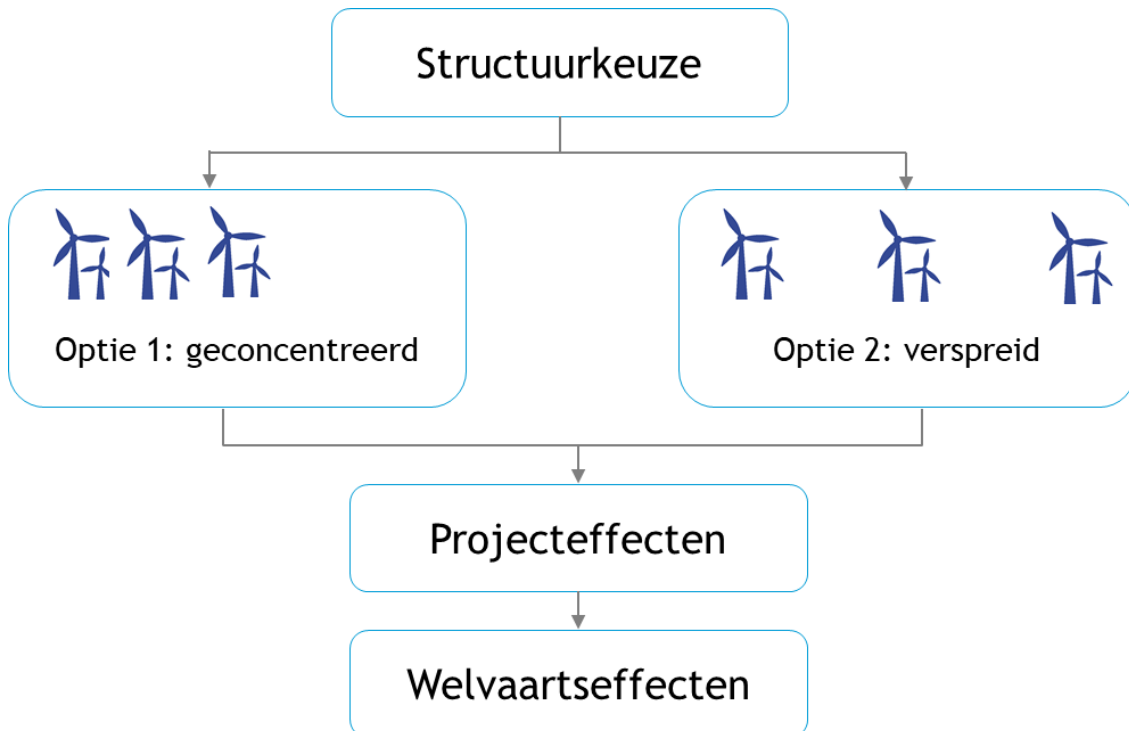 Structuurkeuze
Optie 1: geconcentreerd
Optie 2: verspreid
Projecteffecten
Welvaartseffecten